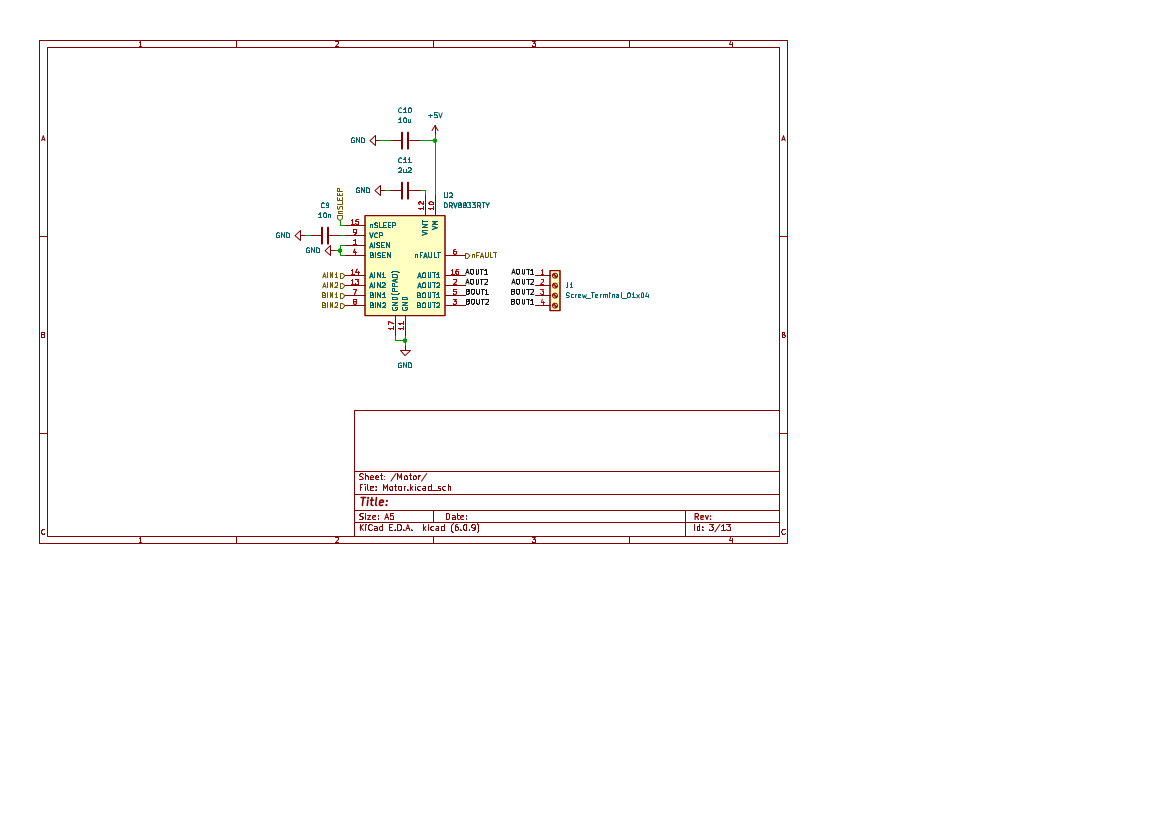 1 2 3 4
C10
10u
+5V
GND
C11
2u2
GND
U2
DRV8833RTY
nSLEEP
C9
10n
12 10
VINT VM
15 nSLEEP
GND 9 VCP
1 AISEN
GND
4 BISEN
nFAULT 6 nFAULT
AIN1 14 AIN1
AOUT1 16 AOUT1
AIN2 13 AIN2
AOUT2 2 AOUT2
BIN1 7 BIN1
BOUT1 5 BOUT1
BIN2 8 BIN2
BOUT2 3 BOUT2
GND(PPAD) GND
17 11
GND
AOUT1 1
AOUT2 2
BOUT2 3
BOUT1 4
J1
Screw_Terminal_01x04
A A
B B
C C
Sheet: /Motor/
File: Motor.kicad_sch
Title:
Size: A5 Date: Rev:
KiCad E.D.A. kicad (6.0.9) Id: 3/13
1 2 3 4